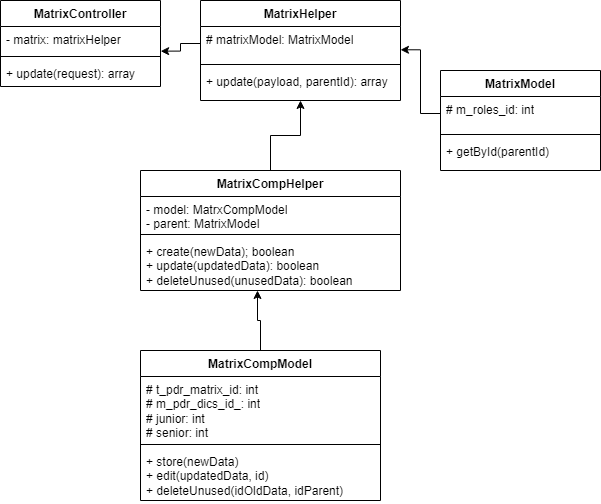 MatrixController
- matrix: matrixHelper
+ update(request): array
MatrixHelper
# matrixModel: MatrixModel
+ update(payload, parentId): array
MatrixModel
# m_roles_id: int
+ getById(parentId)
MatrixCompHelper
- model: MatrxCompModel
- parent: MatrixModel
+ create(newData); boolean
+ update(updatedData): boolean
+ deleteUnused(unusedData): boolean
MatrixCompModel
# t_pdr_matrix_id: int
# m_pdr_dics_id_: int
# junior: int
# senior: int
+ store(newData)
+ edit(updatedData, id)
+ deleteUnused(idOldData, idParent)